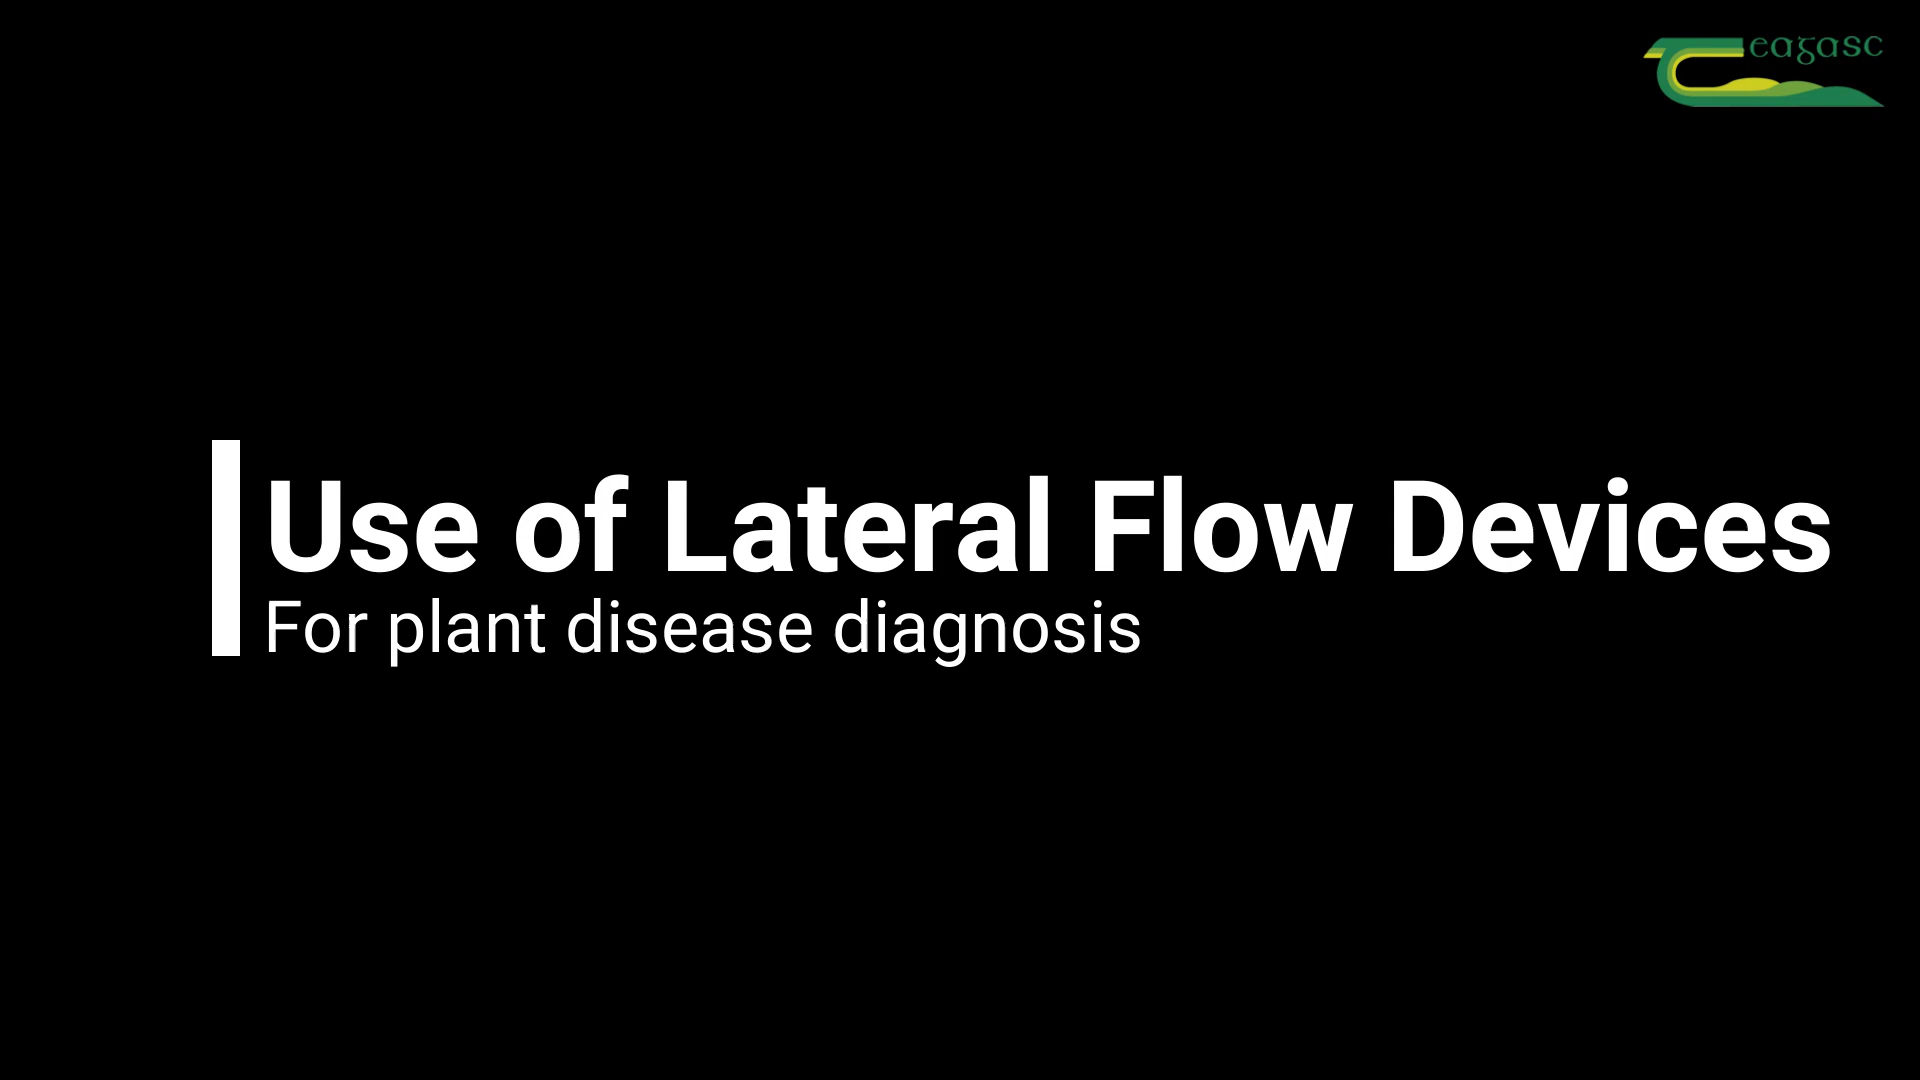 Teagasc
Use of Lateral Flow Devices
For plant disease diagnosis